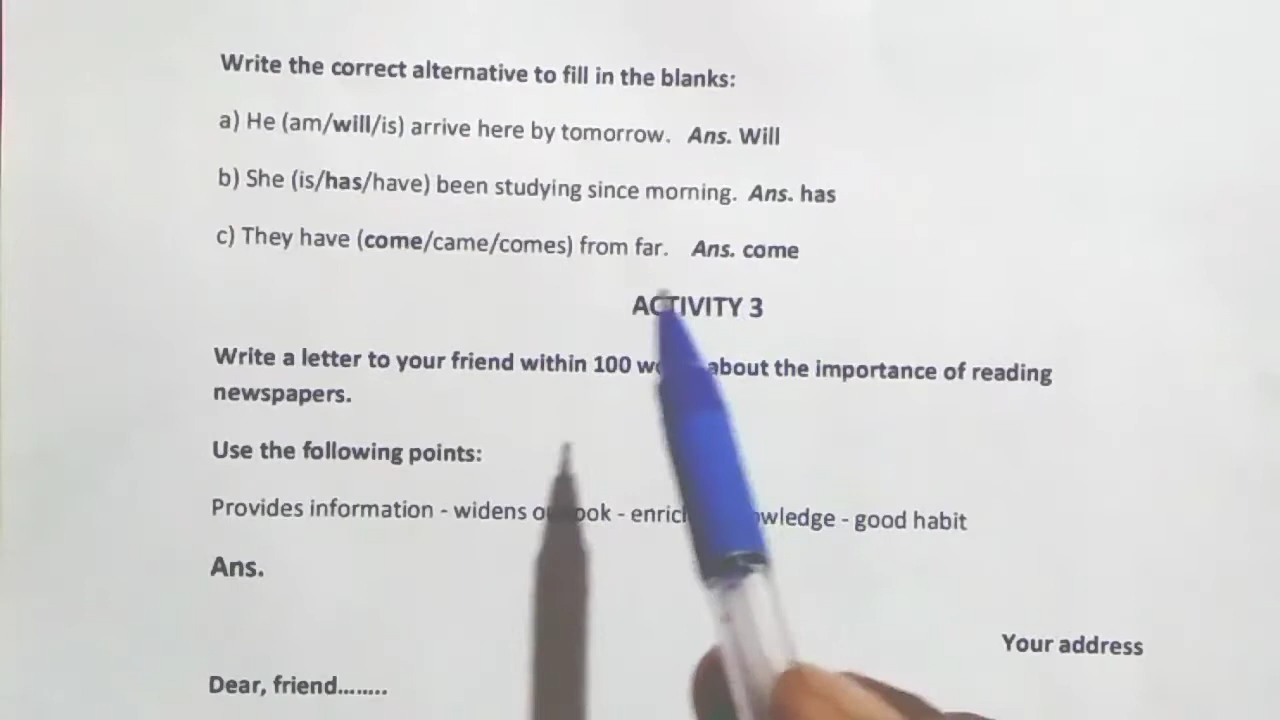 Write the correct alternative to fill in the blanks:
a) He (am/will/is) arrive here by tomorrow. Ans. Will
b) She (is/has/have) been studying since morning. Ans. has
c) They have (come/came/comes) from far. Ans. come
ACTIVITY 3
Write a letter to your friend within 100 about the importance of reading
newspapers.
Use the following points:
Provides information - widens - good habit
Ans.
Your address
Dear, friend........